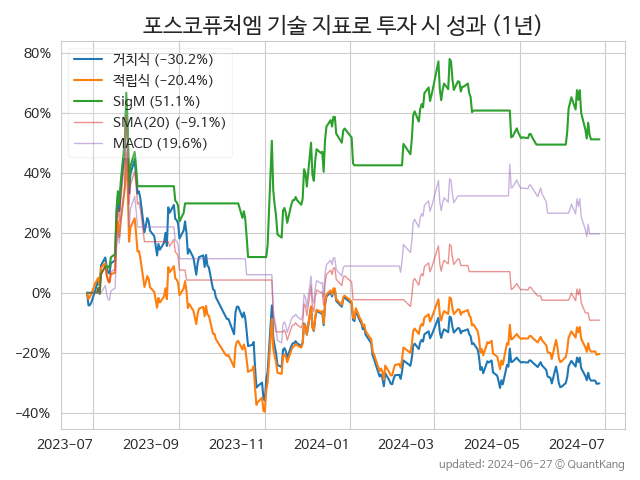 포스코퓨처엠 기술 지표로 투자 시 성과 (1년)
80%
60%
40%
20%
0%
−20%
−40%
거치식 (−30.2%)
적립식 (−20.4%)
SigM (51.1%)
SMA(20) (−9.1%)
MACD (19.6%)
2023-07 2023-09 2023-11 2024-01 2024-03 2024-05 2024-07
updated: 2024-06-27 © QuantKang